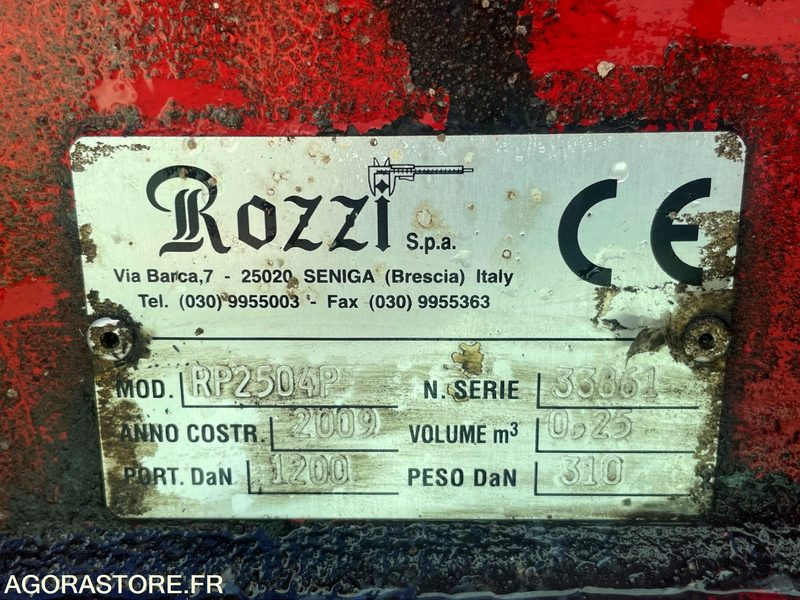 Rozzi S.p.a.
CE
Via Barca,7 - 25020 SENIGA (Brescia) Italy
Tel. (030) 9955003 - Fax (030) 9955363
MOD. RP2504P N. SERIE 33861
ANNO COSTR. 2009 VOLUME m³ 0,25
PORT. DaN 1200 PESO DaN 310
AGORASTORE.FR